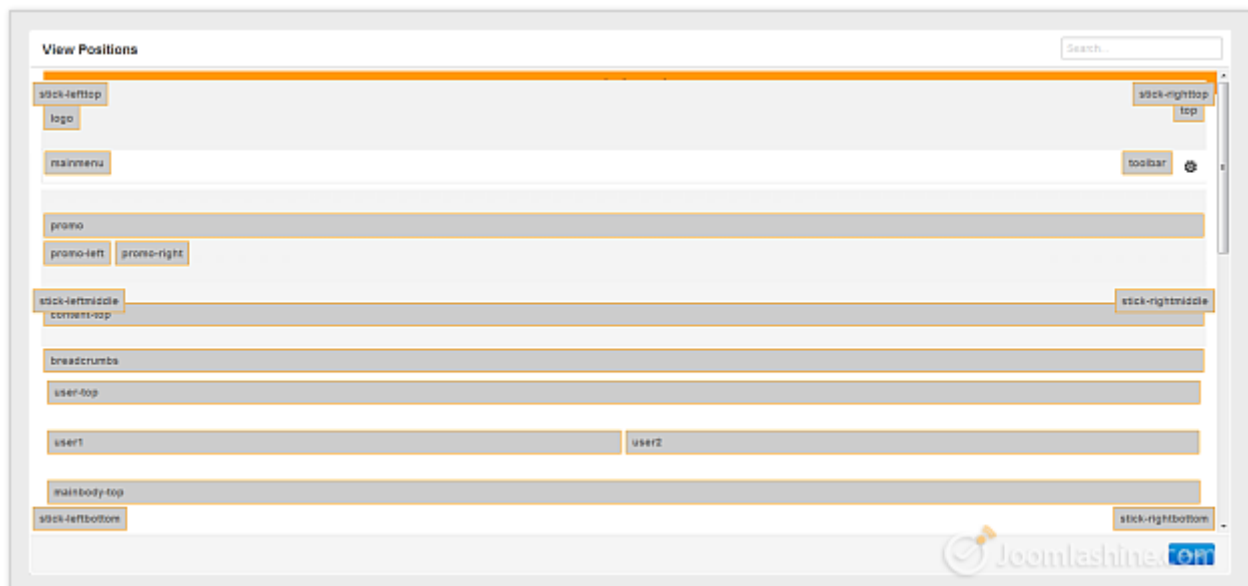 View Positions
Search...
stick-lefttop
stick-righttop
logo
top
mainmenu
toolbar
promo
promo-left
promo-right
stick-leftmiddle
stick-rightmiddle
content-top
breadcrumbs
user-top
user1
user2
mainbody-top
stick-leftbottom
stick-rightbottom
Joomlashine.com